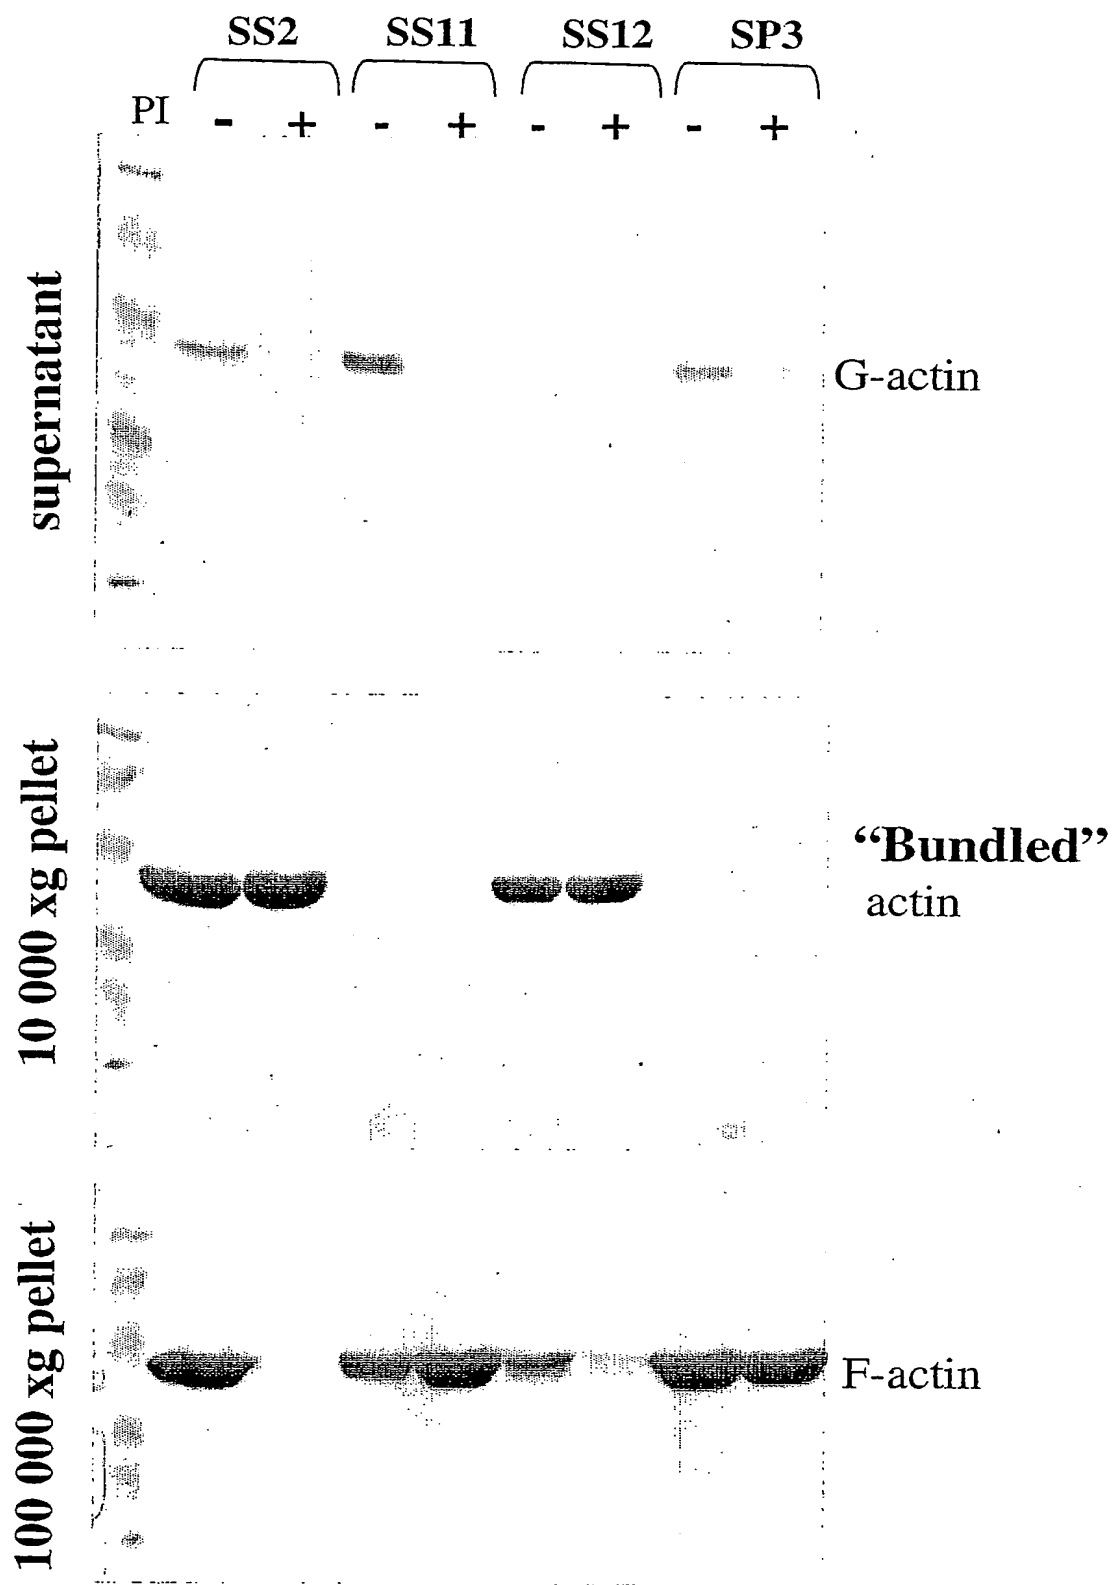 SS2 SS11 SS12 SP3
PI - + - + - + - +
supernatant
G-actin
10 000 xg pellet
“Bundled”
actin
100 000 xg pellet
F-actin